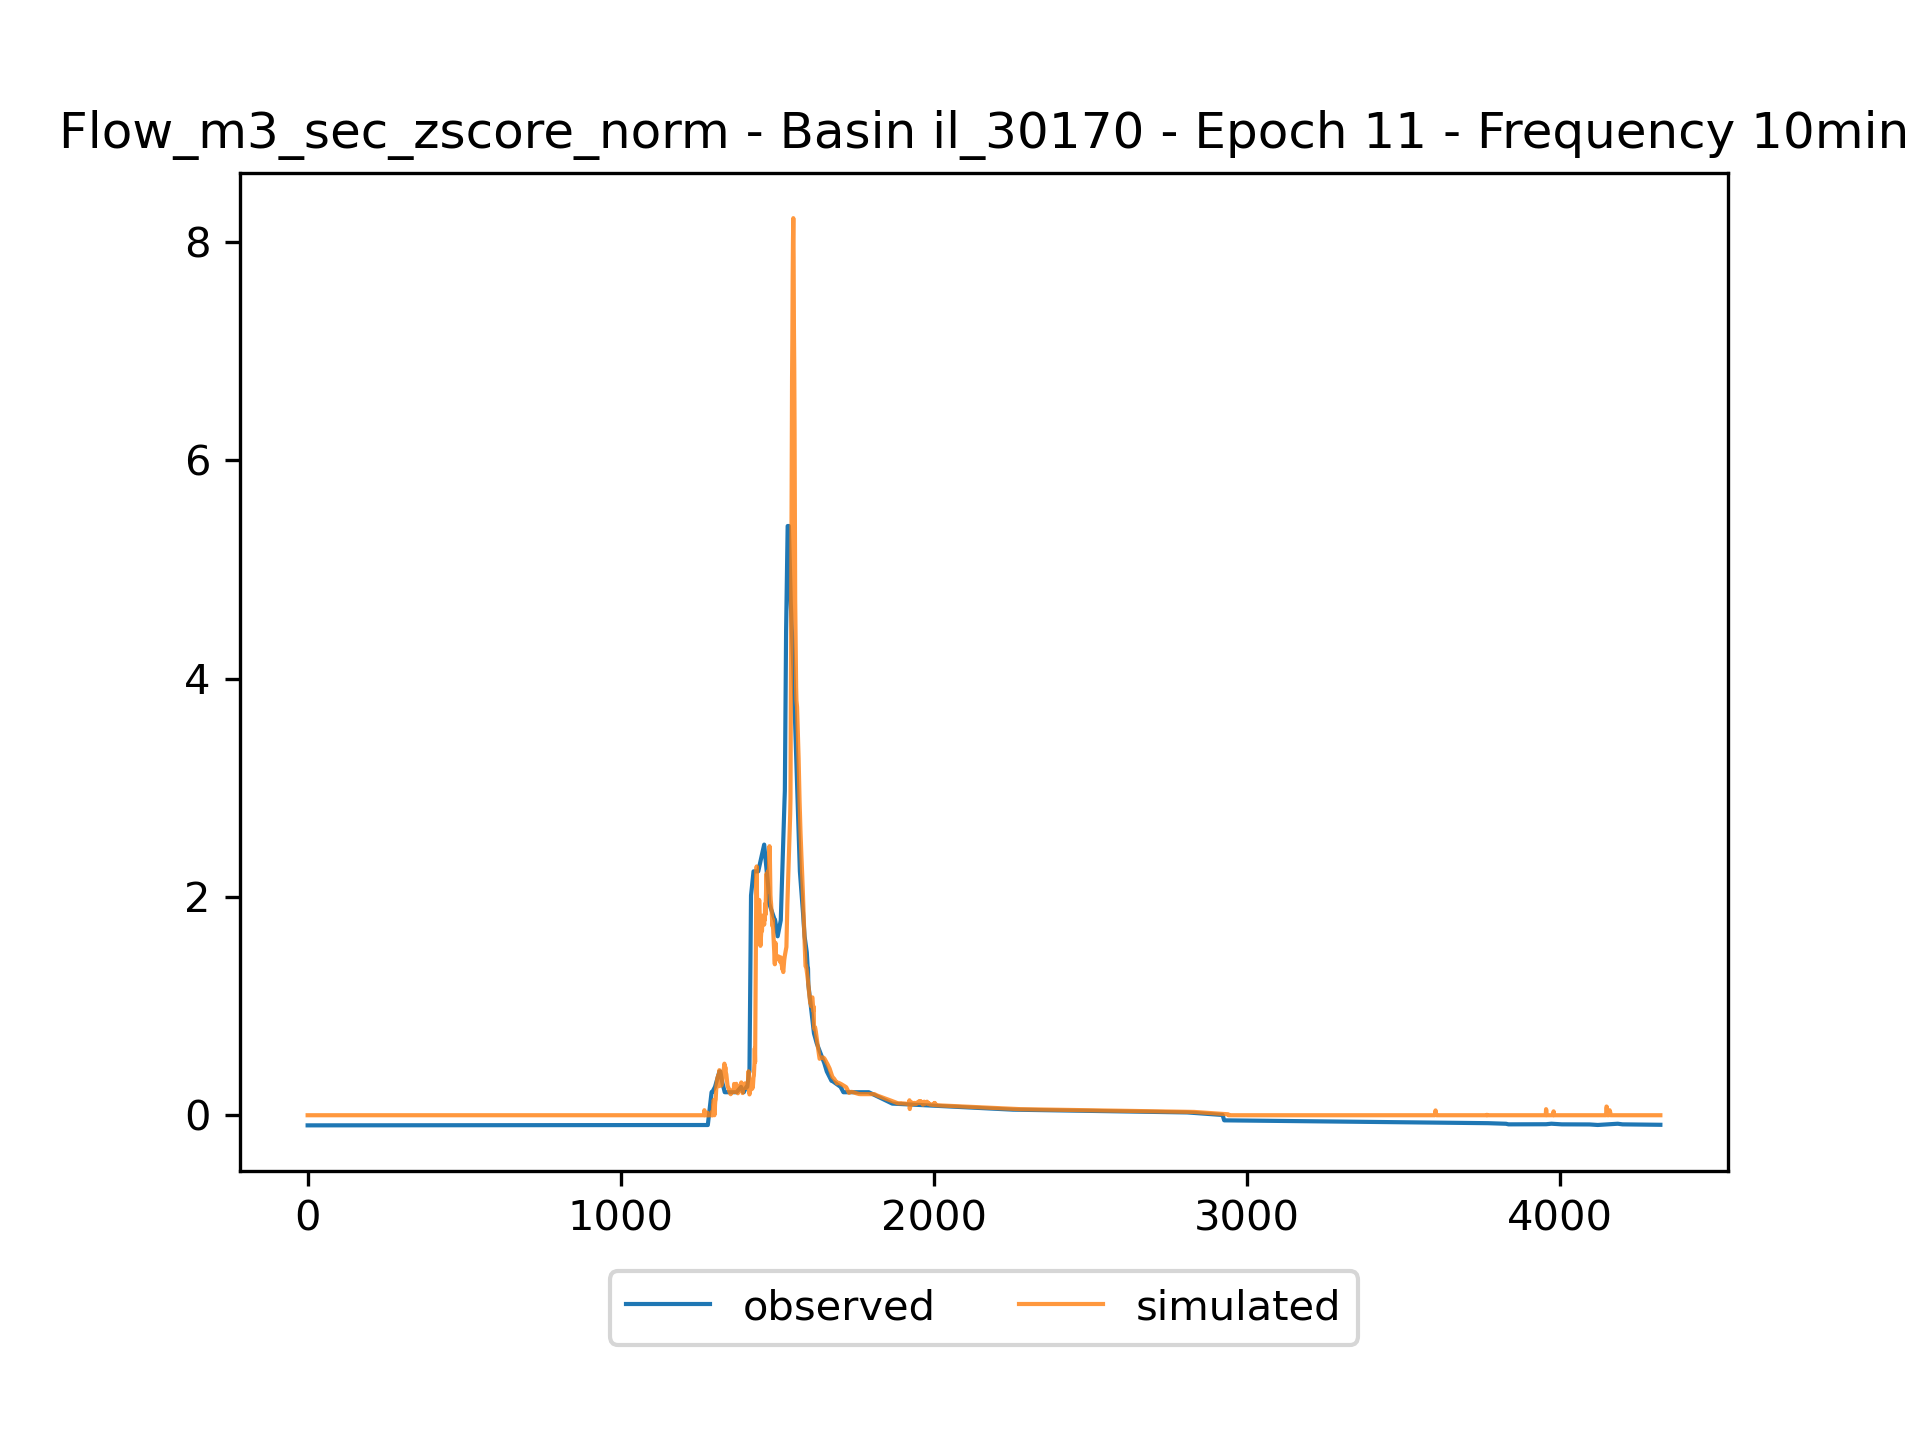 Flow_m3_sec_zscore_norm - Basin il_30170 - Epoch 11 - Frequency 10min
8
6
4
2
0
0 1000 2000 3000 4000
observed simulated